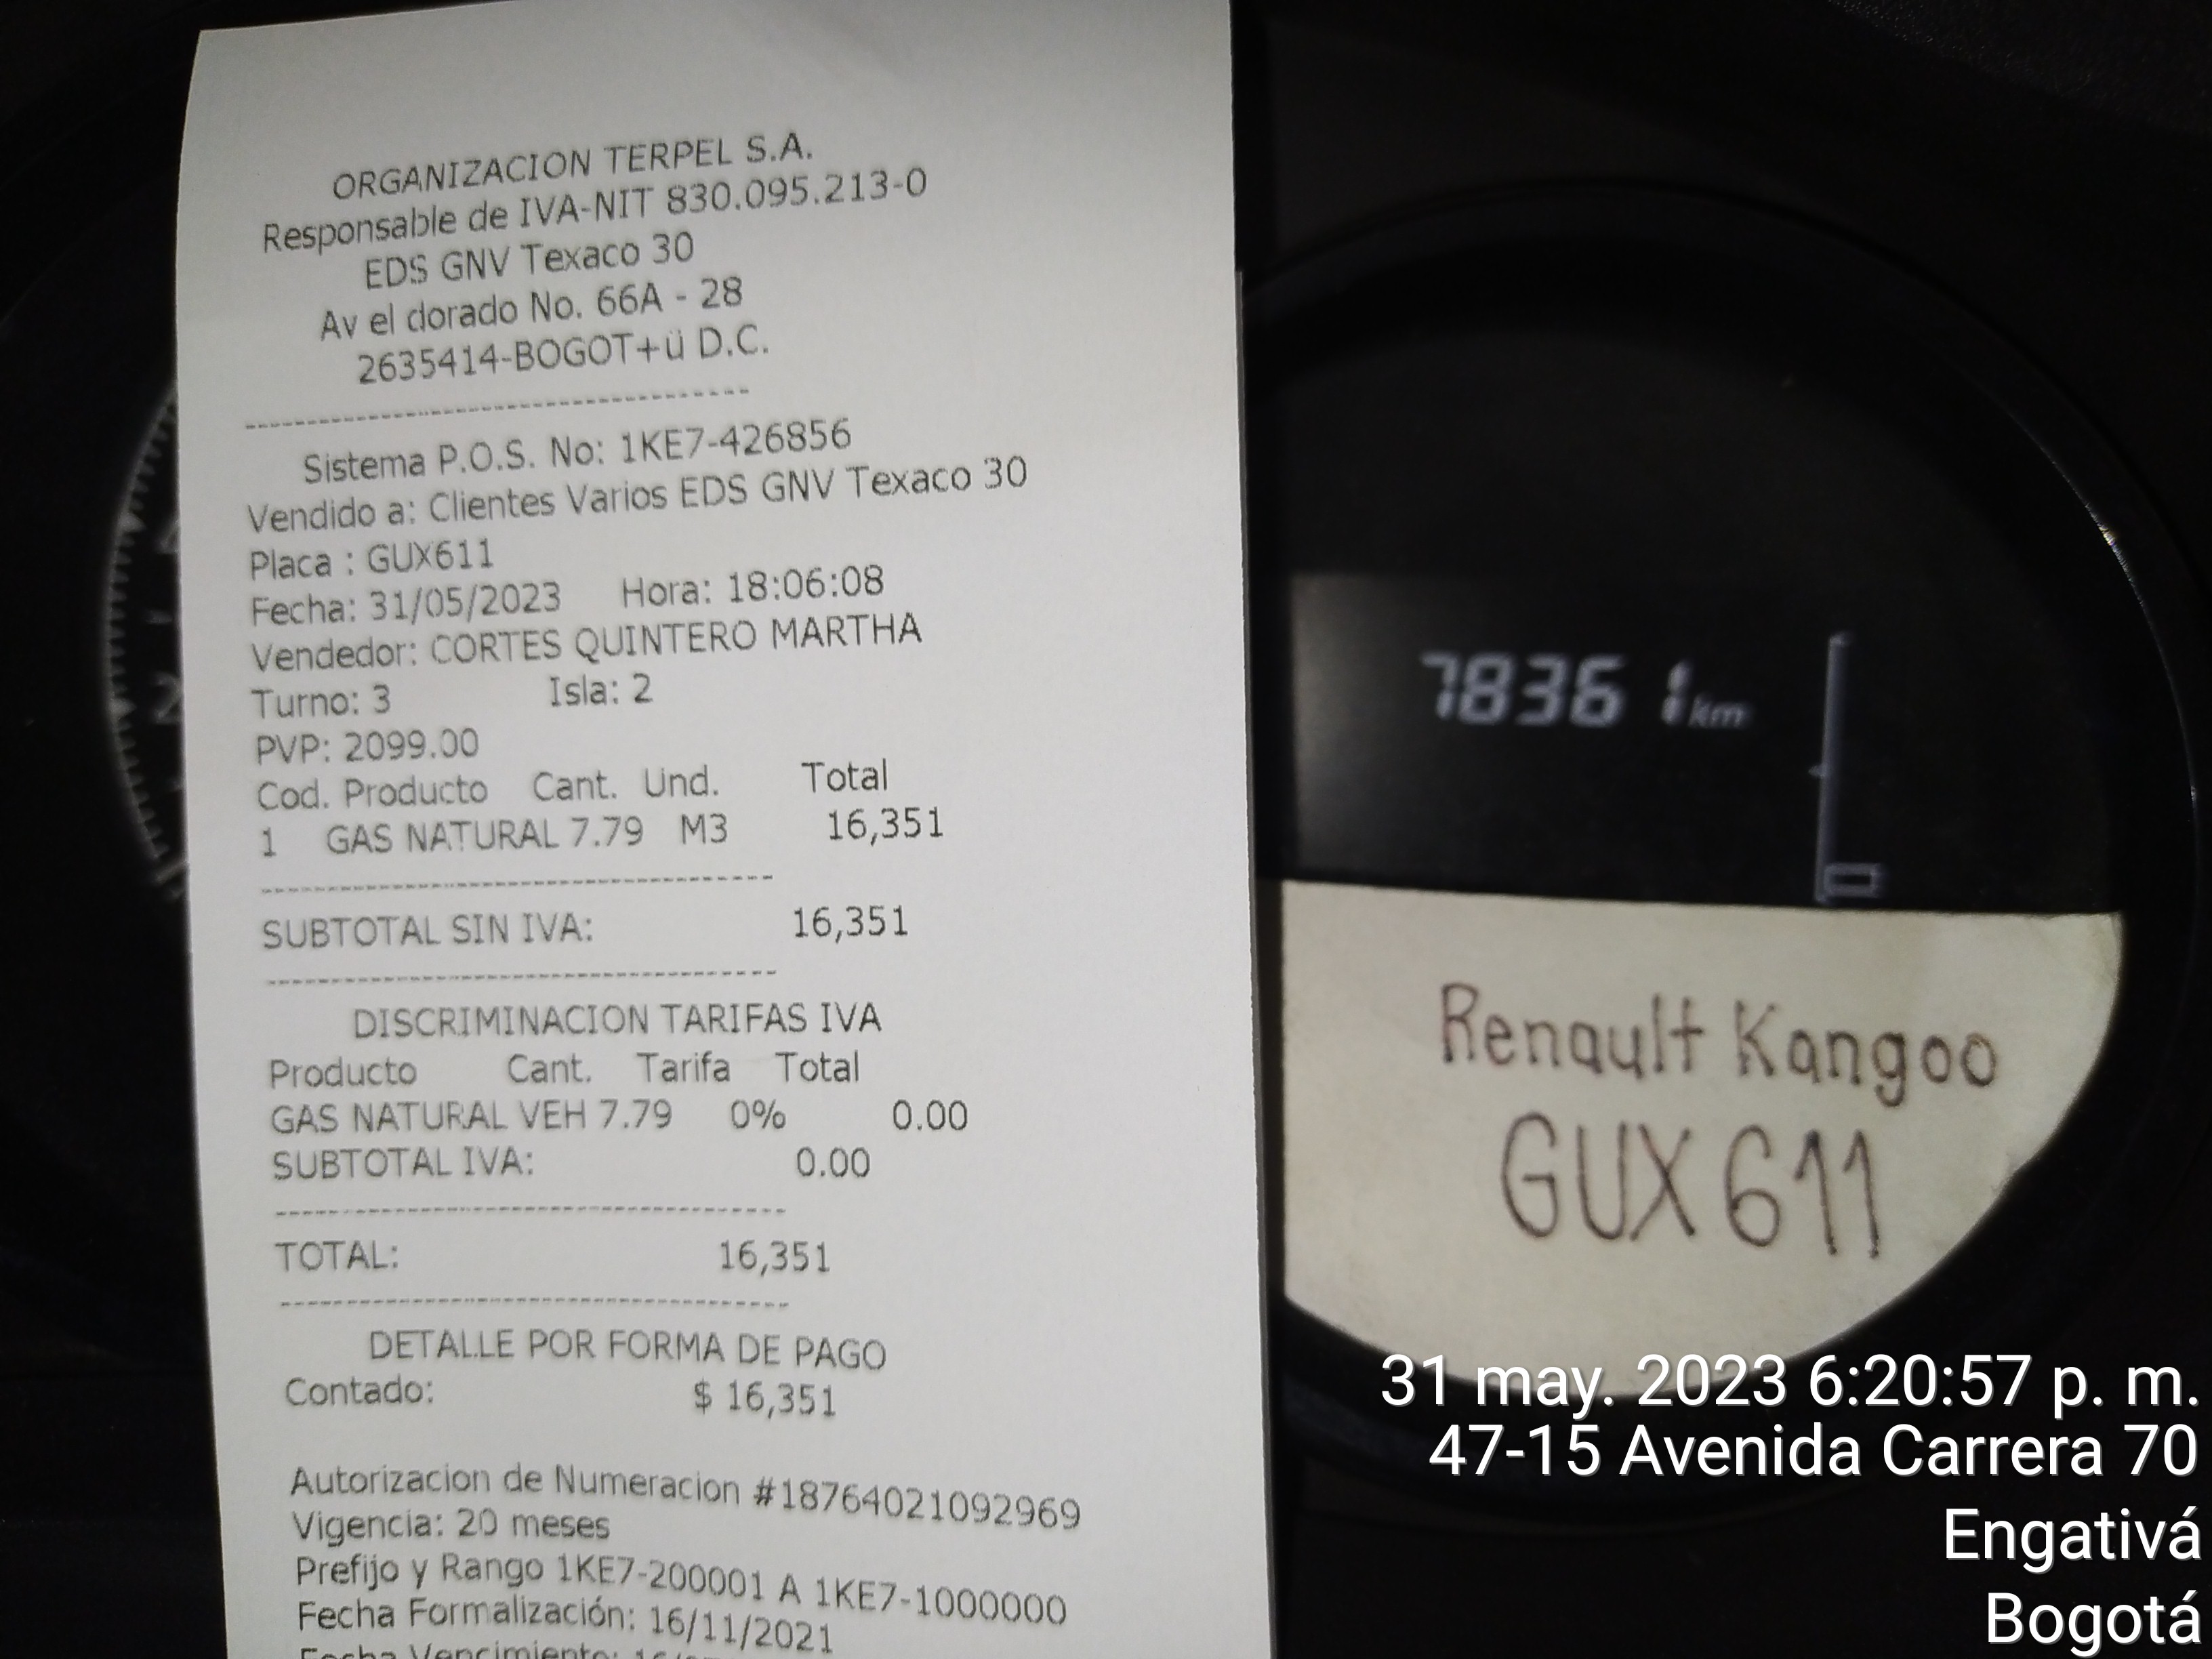 ORGANIZACION TERPEL S.A.
Responsable de IVA-NIT 830.095.213-0
EDS GNV Texaco 30
Av el dorado No. 66A - 28
2635414-BOGOT+ü D.C.
Sistema P.O.S. No: 1KE7-426856
Vendido a: Clientes Varios EDS GNV Texaco 30
Placa : GUX611
Fecha: 31/05/2023 Hora: 18:06:08
Vendedor: CORTES QUINTERO MARTHA
Turno: 3 Isla: 2
PVP: 2099.00
Cod. Producto Cant. Und. Total
1 GAS NATURAL 7.79 M3 16,351
SUBTOTAL SIN IVA: 16,351
DISCRIMINACION TARIFAS IVA
Producto Cant. Tarifa Total
GAS NATURAL VEH 7.79 0% 0.00
SUBTOTAL IVA: 0.00
TOTAL: 16,351
DETALLE POR FORMA DE PAGO
Contado: $ 16,351
Autorizacion de Numeracion #18764021092969
Vigencia: 20 meses
Prefijo y Rango 1KE7-200001 A 1KE7-1000000
Fecha Formalización: 16/11/2021
Fecha Vencimiento:
78361 km
Renault Kangoo
GUX611
31 may. 2023 6:20:57 p. m.
47-15 Avenida Carrera 70
Engativá
Bogotá